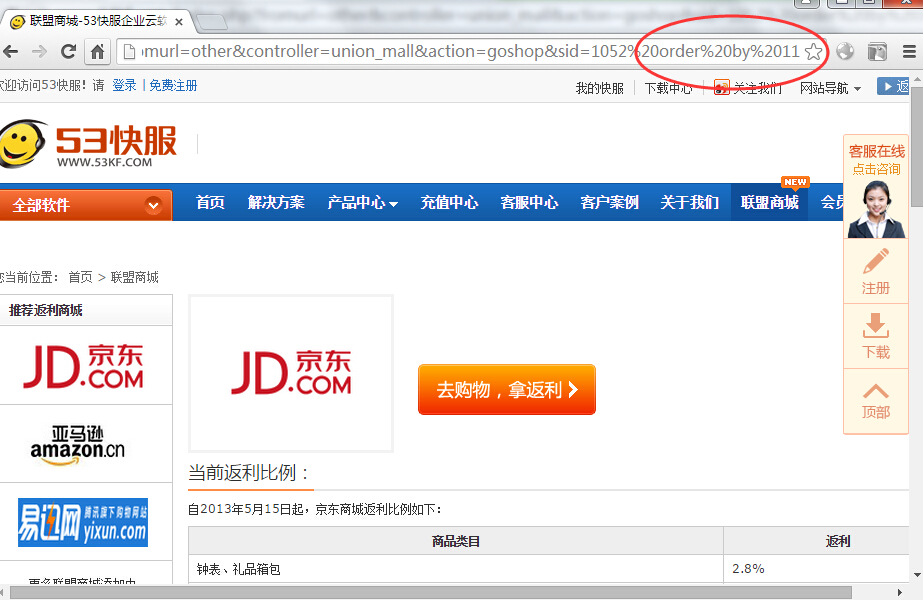 联盟商城-53快服企业云软
omurl=other&controller=union_mall&action=goshop&sid=1052%20order%20by%2011
欢迎访问53快服！请 登录 | 免费注册
我的快服 下载中心 关注我们 网站导航 返
53快服
WWW.53KF.COM
全部软件
首页 解决方案 产品中心 充值中心 客服中心 客户案例 关于我们 联盟商城 会员
NEW
客服在线
点击咨询
注册
下载
顶部
您当前位置： 首页 > 联盟商城
推荐返利商城
JD.京东
.COM
亚马逊
amazon.cn
易迅网 腾讯旗下购物网站
yixun.com
更多联盟商城添加中
JD.京东
.COM
去购物，拿返利
当前返利比例：
自2013年5月15日起，京东商城返利比例如下：
商品类目 返利
钟表、礼品箱包 2.8%